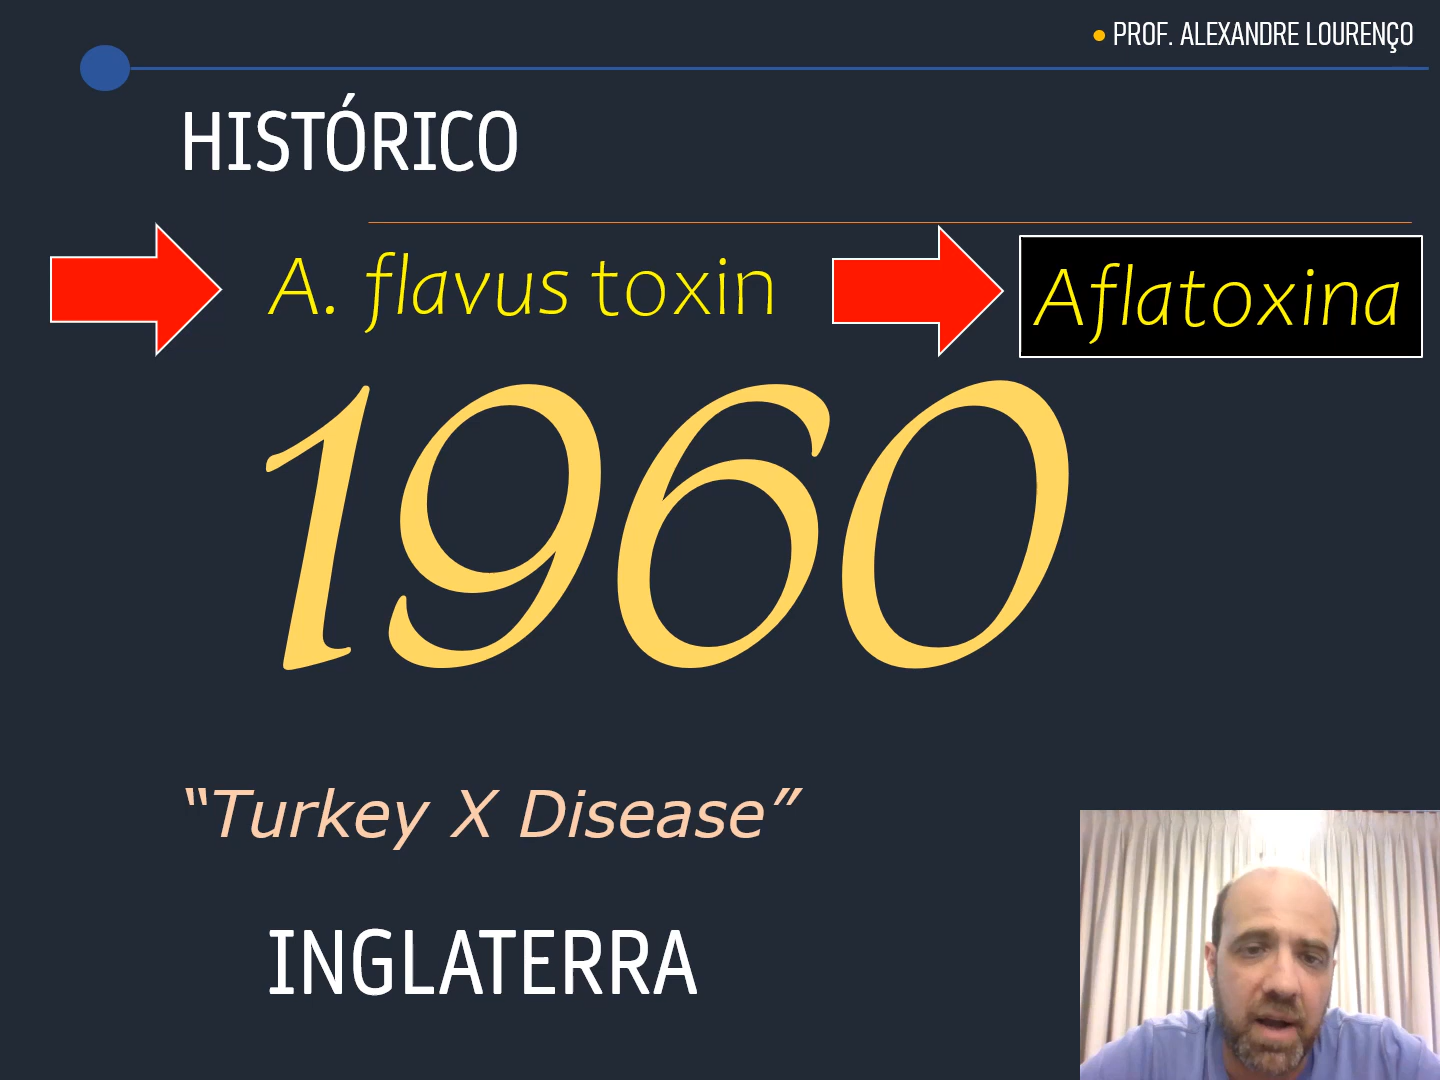 • PROF. ALEXANDRE LOURENÇO
HISTÓRICO
A. flavus toxin
Aflatoxina
1960
“Turkey X Disease”
INGLATERRA